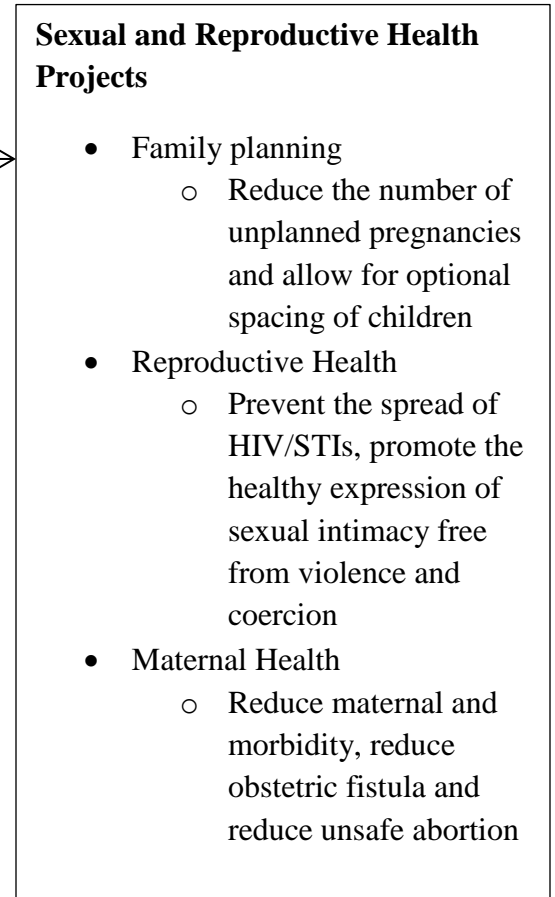 Sexual and Reproductive Health
Projects
• Family planning
o Reduce the number of
unplanned pregnancies
and allow for optional
spacing of children
• Reproductive Health
o Prevent the spread of
HIV/STIs, promote the
healthy expression of
sexual intimacy free
from violence and
coercion
• Maternal Health
o Reduce maternal and
morbidity, reduce
obstetric fistula and
reduce unsafe abortion